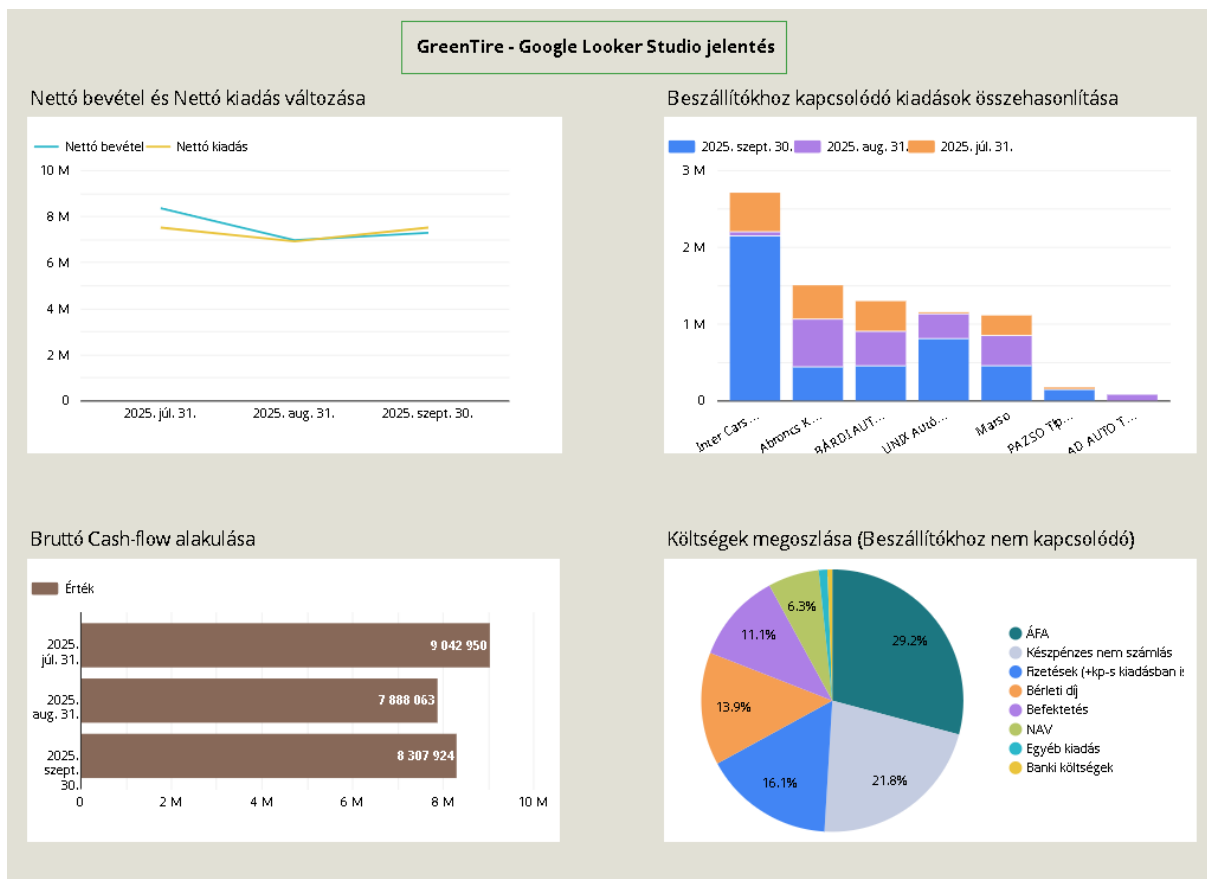 GreenTire - Google Looker Studio jelentés
Nettó bevétel és Nettó kiadás változása
Nettó bevétel
Nettó kiadás
10 M
8 M
6 M
4 M
2 M
0
2025. júl. 31.
2025. aug. 31.
2025. szept. 30.
Beszállítókhoz kapcsolódó kiadások összehasonlítása
2025. szept. 30.
2025. aug. 31.
2025. júl. 31.
3 M
2 M
1 M
0
Inter Cars…
Abroncs K…
BÁRDI AUT…
UNIX Autó…
Marso
PAZSO Tip…
AD AUTO T…
Bruttó Cash-flow alakulása
Érték
2025.
júl. 31.
9 042 950
2025.
aug. 31.
7 888 063
2025.
szept.
30.
8 307 924
0
2 M
4 M
6 M
8 M
10 M
Költségek megoszlása (Beszállítókhoz nem kapcsolódó)
29.2%
21.8%
16.1%
13.9%
11.1%
6.3%
ÁFA
Készpénzes nem számlás
Fizetések (+kp-s kiadásban is
Bérleti díj
Befektetés
NAV
Egyéb kiadás
Banki költségek